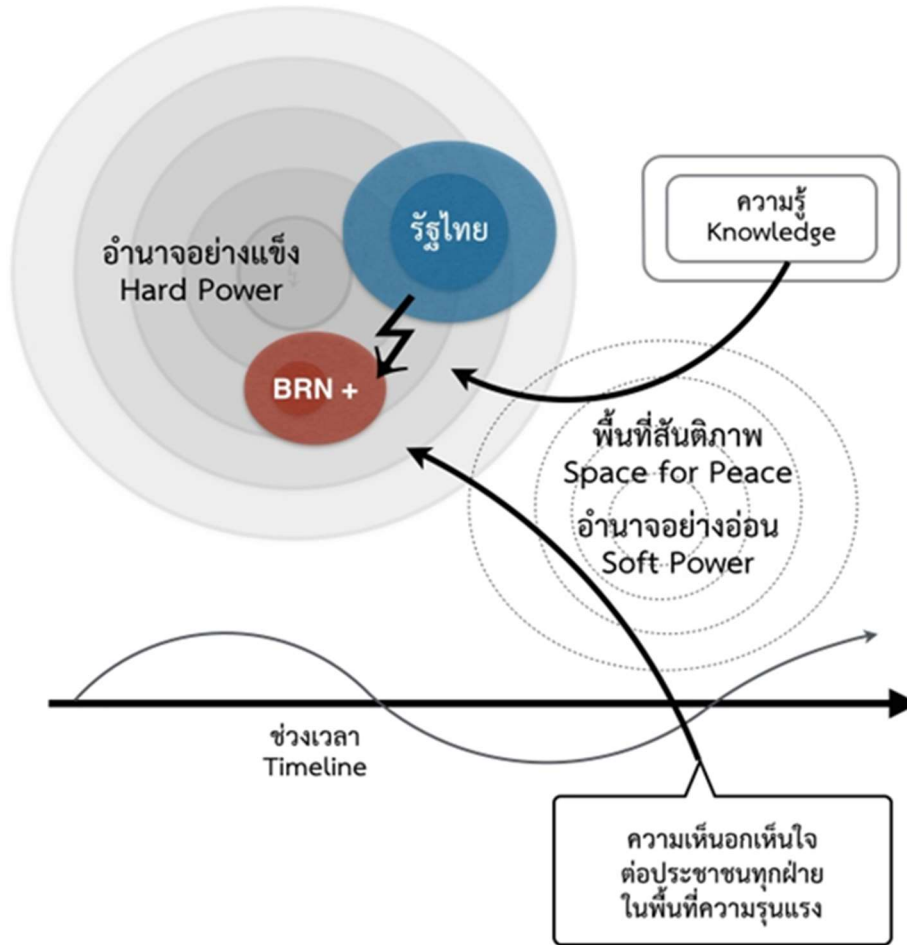 อำนาจอย่างแข็ง
Hard Power
รัฐไทย
BRN +
ความรู้
Knowledge
พื้นที่สันติภาพ
Space for Peace
อำนาจอย่างอ่อน
Soft Power
ช่วงเวลา
Timeline
ความเห็นอกเห็นใจ
ต่อประชาชนทุกฝ่าย
ในพื้นที่ความรุนแรง